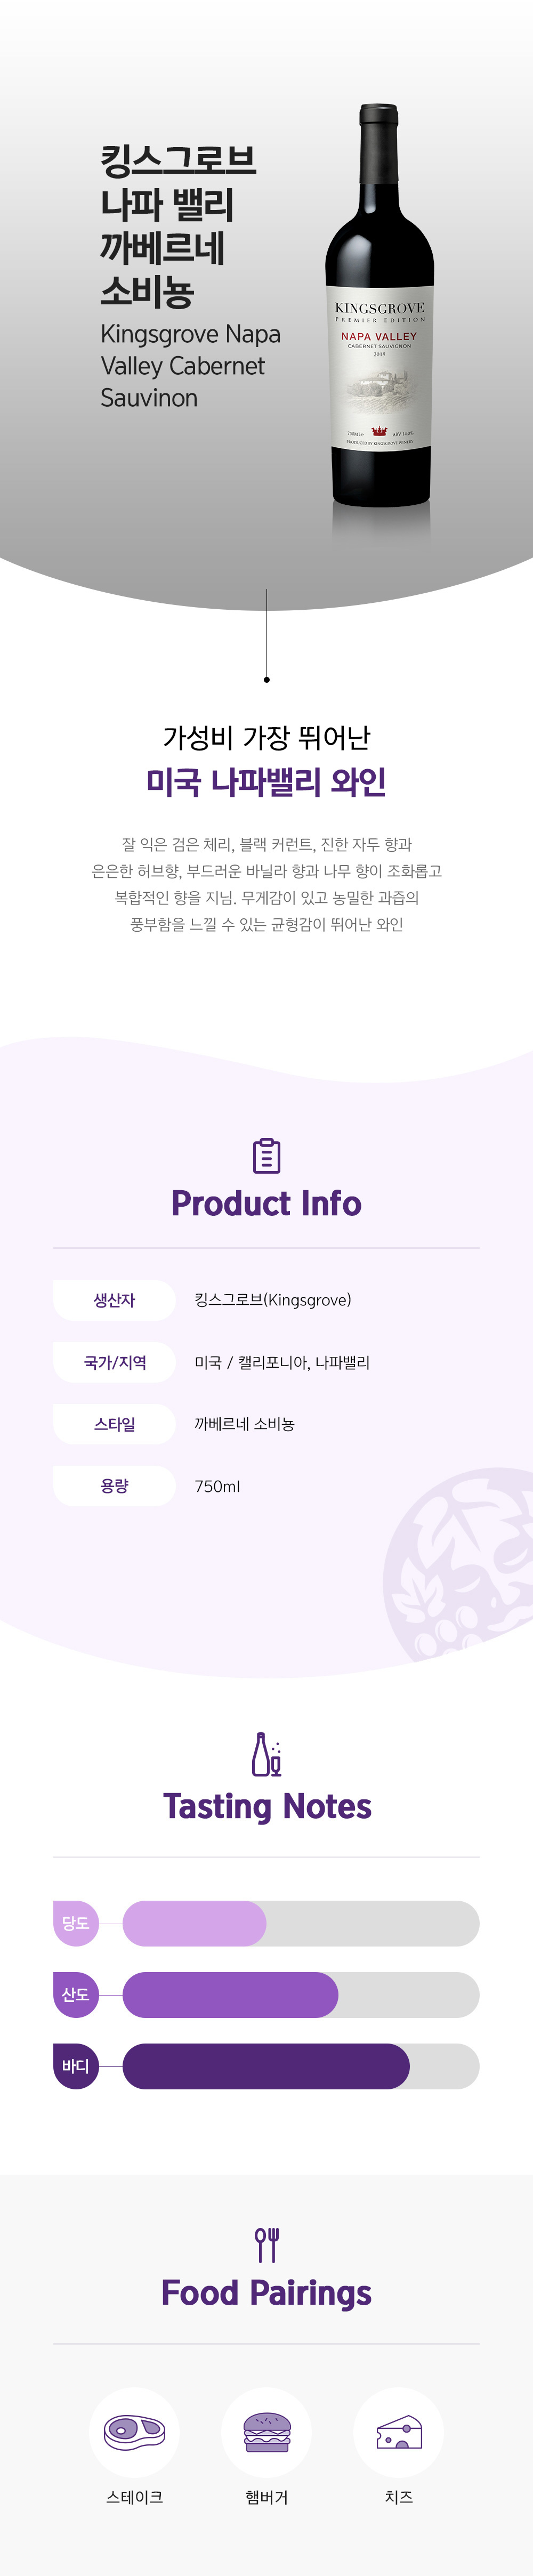 킹스그로브
나파 밸리
까베르네
소비뇽
Kingsgrove Napa
Valley Cabernet
Sauvinon
KINGSGROVE
PREMIER EDITION
NAPA VALLEY
CABERNET SAUVIGNON
2019
750ML℮ ALV 14.0%
PRODUCED BY KINGSGROVE WINERY
가성비 가장 뛰어난
미국 나파밸리 와인
잘 익은 검은 체리, 블랙 커런트, 진한 자두 향과
은은한 허브향, 부드러운 바닐라 향과 나무 향이 조화롭고
복합적인 향을 지님. 무게감이 있고 농밀한 과즙의
풍부함을 느낄 수 있는 균형감이 뛰어난 와인
Product Info
생산자 킹스그로브(Kingsgrove)
국가/지역 미국 / 캘리포니아, 나파밸리
스타일 까베르네 소비뇽
용량 750ml
Tasting Notes
당도
산도
바디
Food Pairings
스테이크 햄버거 치즈